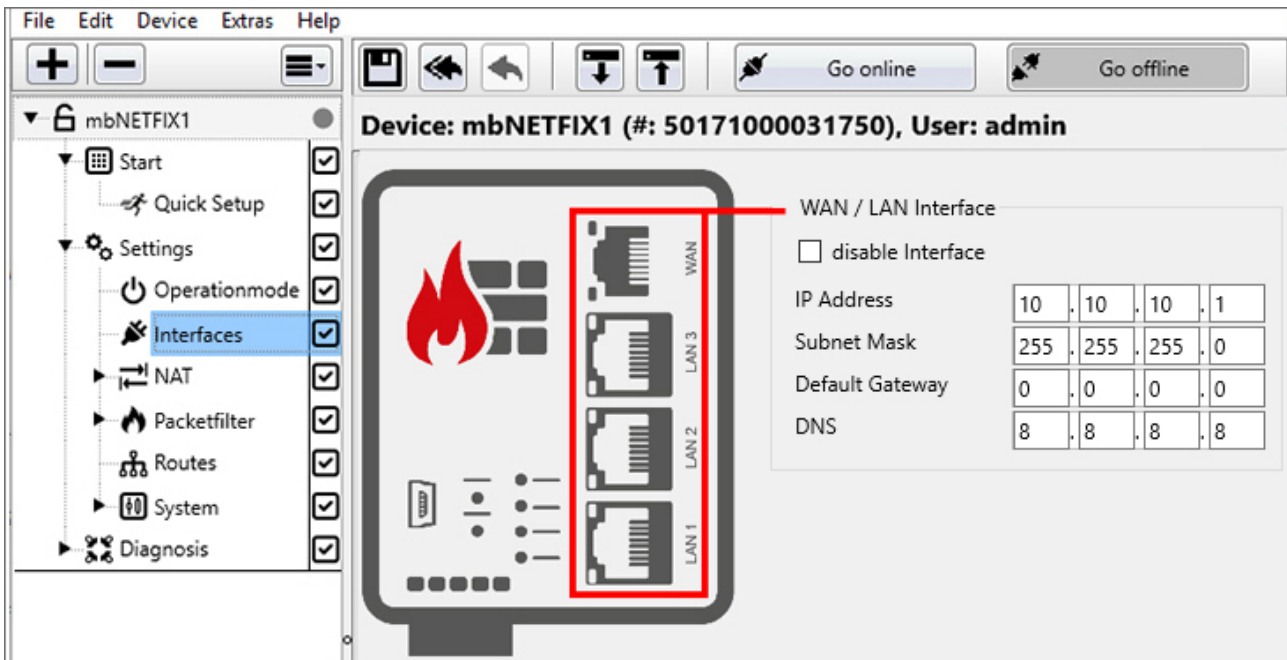 File Edit Device Extras Help
Go online Go offline
mbNETFIX1
Start
Quick Setup
Settings
Operationmode
Interfaces
NAT
Packetfilter
Routes
System
Diagnosis
Device: mbNETFIX1 (#: 50171000031750), User: admin
WAN
LAN 3
LAN 2
LAN 1
WAN / LAN Interface
disable Interface
IP Address 10 . 10 . 10 . 1
Subnet Mask 255 . 255 . 255 . 0
Default Gateway 0 . 0 . 0 . 0
DNS 8 . 8 . 8 . 8